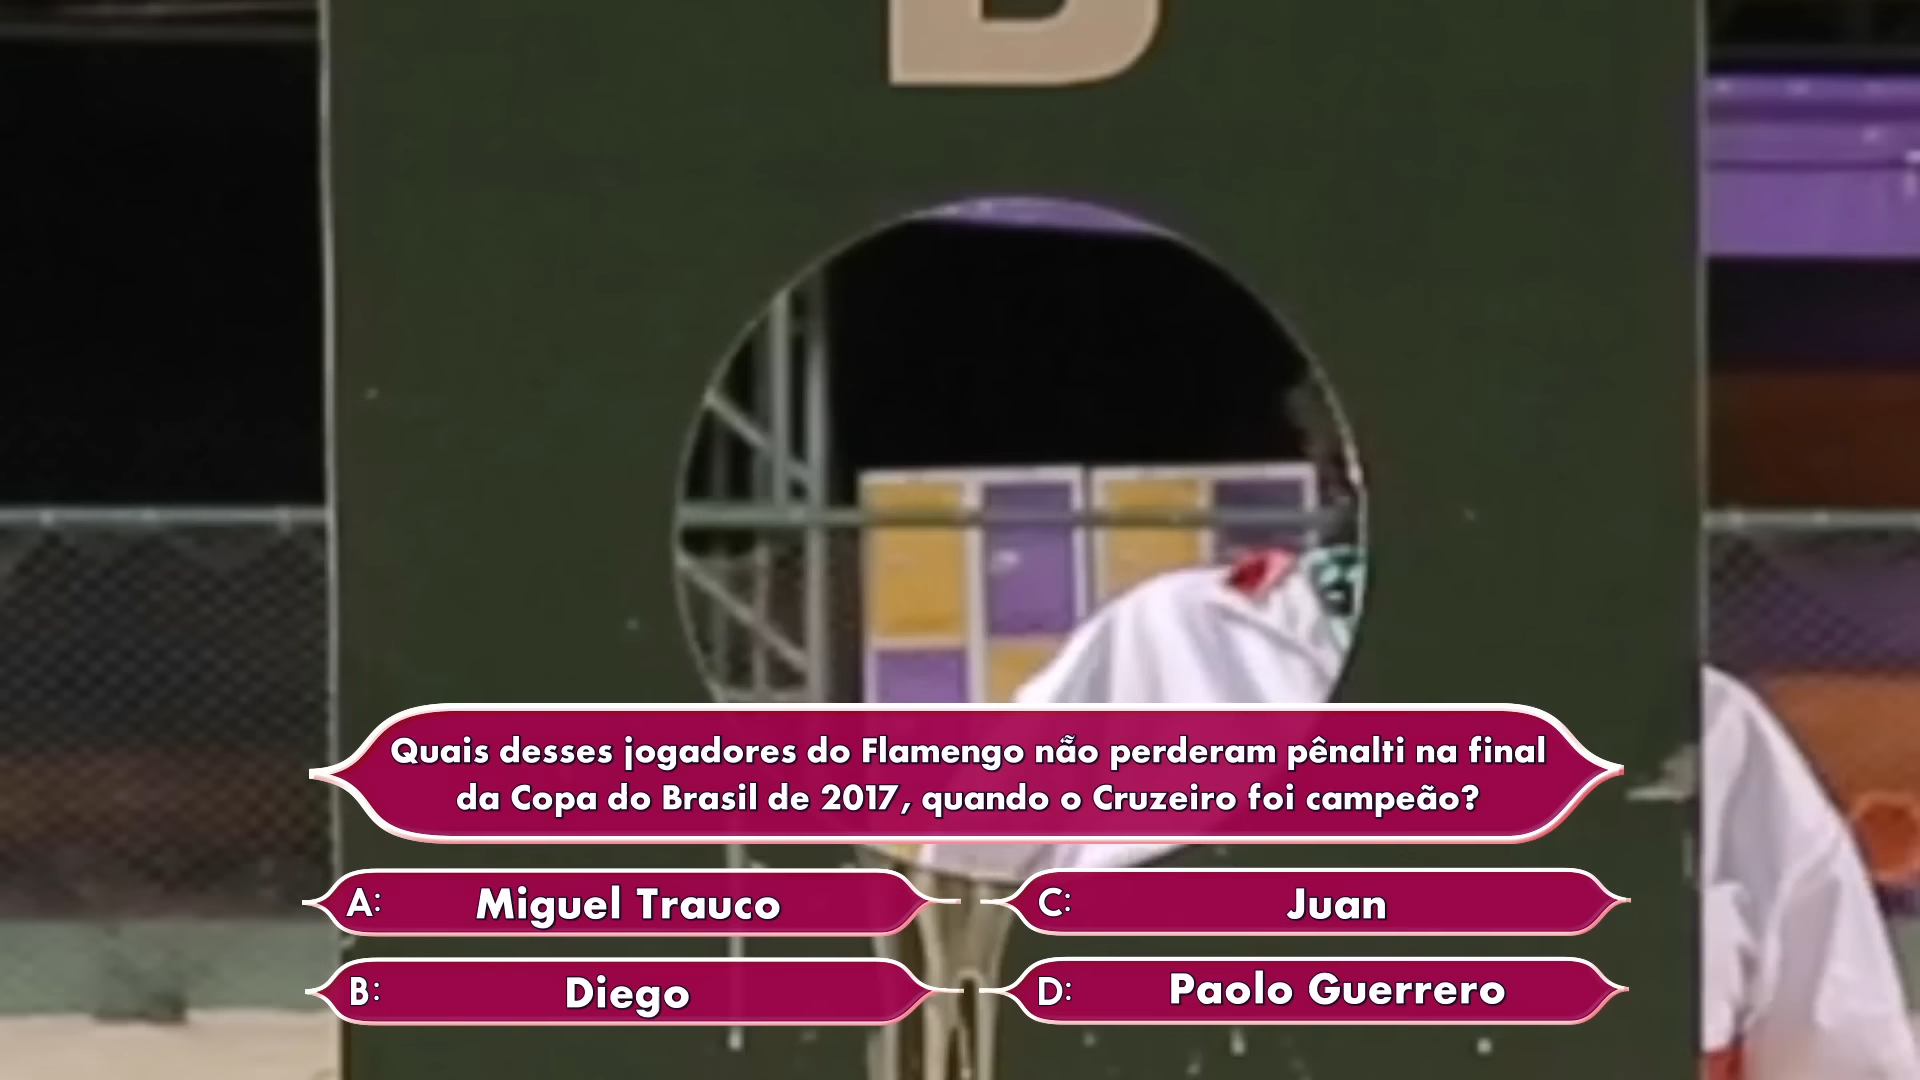 B
Quais desses jogadores do Flamengo não perderam pênalti na final
da Copa do Brasil de 2017, quando o Cruzeiro foi campeão?
A: Miguel Trauco
C: Juan
B: Diego
D: Paolo Guerrero